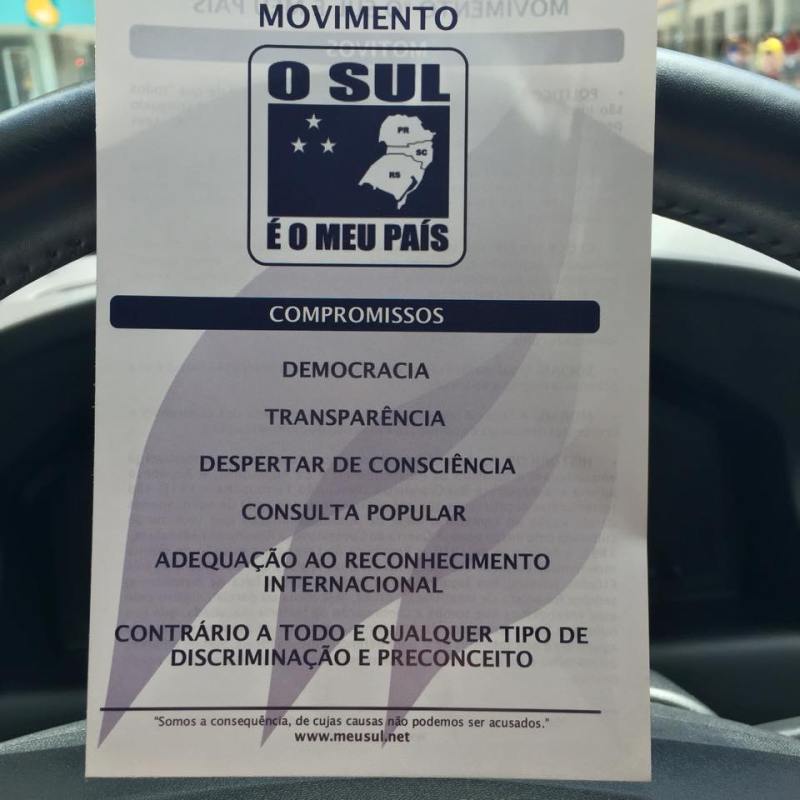 MOVIMENTO
O SUL
PR
SC
RS
É O MEU PAÍS
COMPROMISSOS
DEMOCRACIA
TRANSPARÊNCIA
DESPERTAR DE CONSCIÊNCIA
CONSULTA POPULAR
ADEQUAÇÃO AO RECONHECIMENTO
INTERNACIONAL
CONTRÁRIO A TODO E QUALQUER TIPO DE
DISCRIMINAÇÃO E PRECONCEITO
"Somos a consequência, de cujas causas não podemos ser acusados."
www.meusul.net